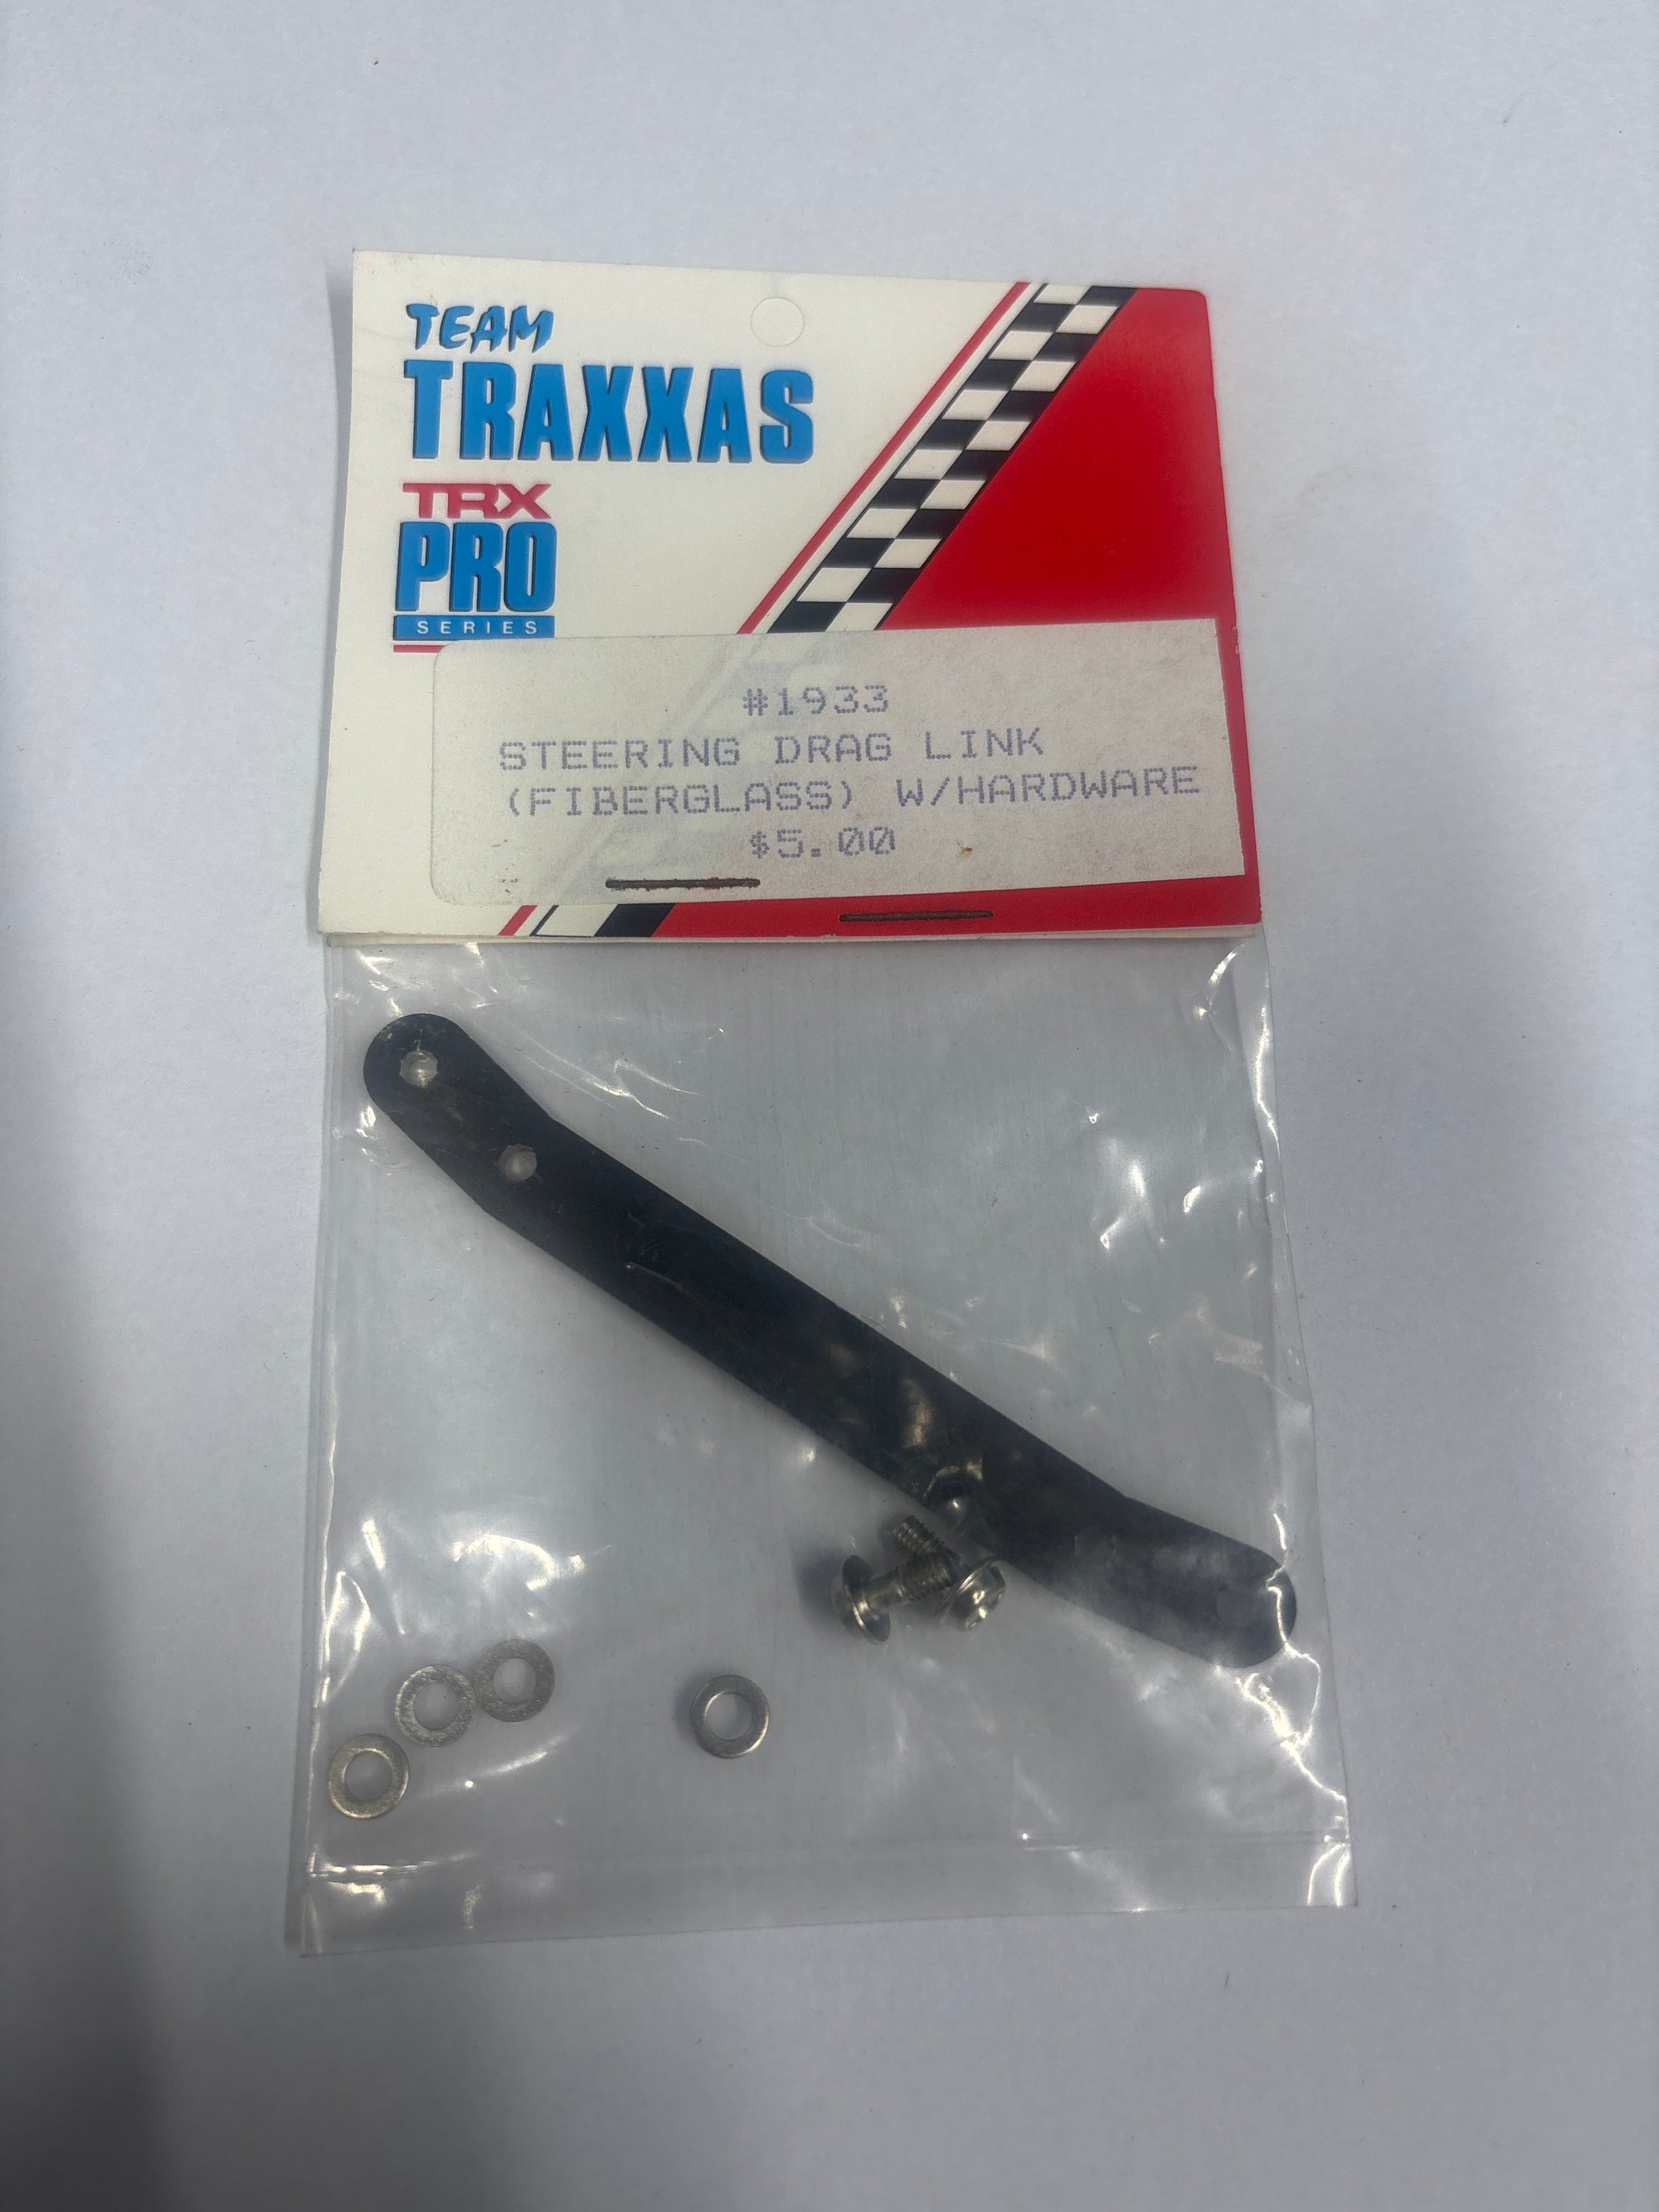 TEAM
TRAXXAS
TRX
PRO
SERIES
#1933
STEERING DRAG LINK
(FIBERGLASS) W/HARDWARE
$5.00